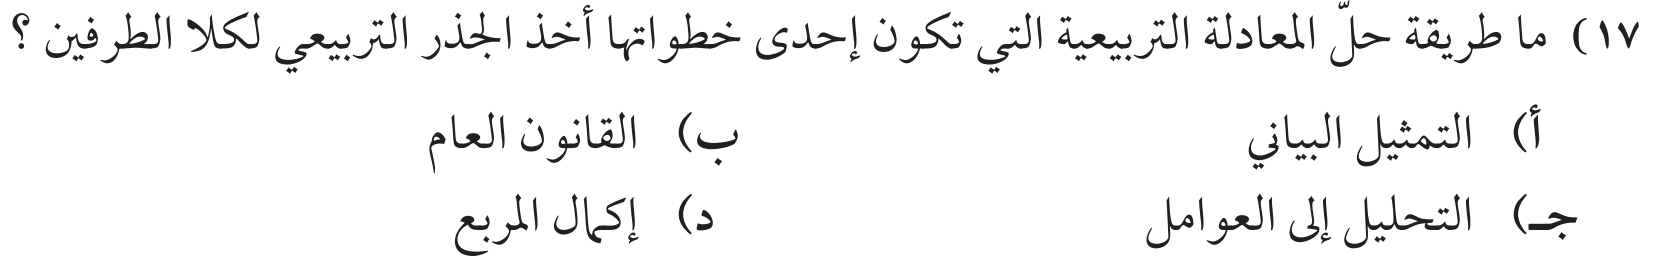 ١٧) ما طريقة حلّ المعادلة التربيعية التي تكون إحدى خطواتها أخذ الجذر التربيعي لكلا الطرفين ؟
أ) التمثيل البياني ب) القانون العام
جـ) التحليل إلى العوامل د) إكمال المربع